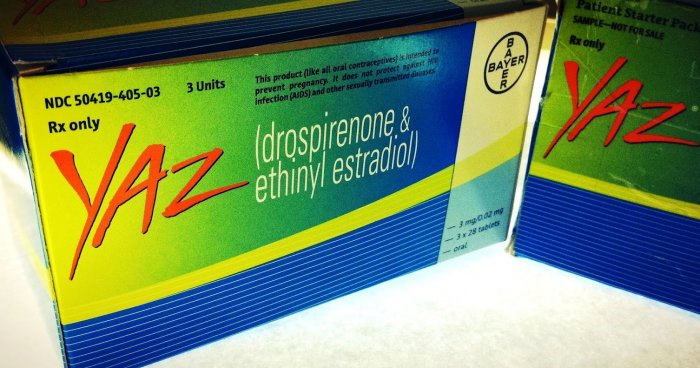 NDC 50419-405-03 3 Units
Rx only
This product (like all oral contraceptives) is intended to
prevent pregnancy. It does not protect against HIV
infection (AIDS) and other sexually transmitted diseases.
BAYER
BAYER
YAZ
(drospirenone &
ethinyl estradiol)
3 mg/0.02 mg
3 x 28 tablets
oral
Patient Starter Pack
SAMPLE—NOT FOR SALE
Rx only
YAZ